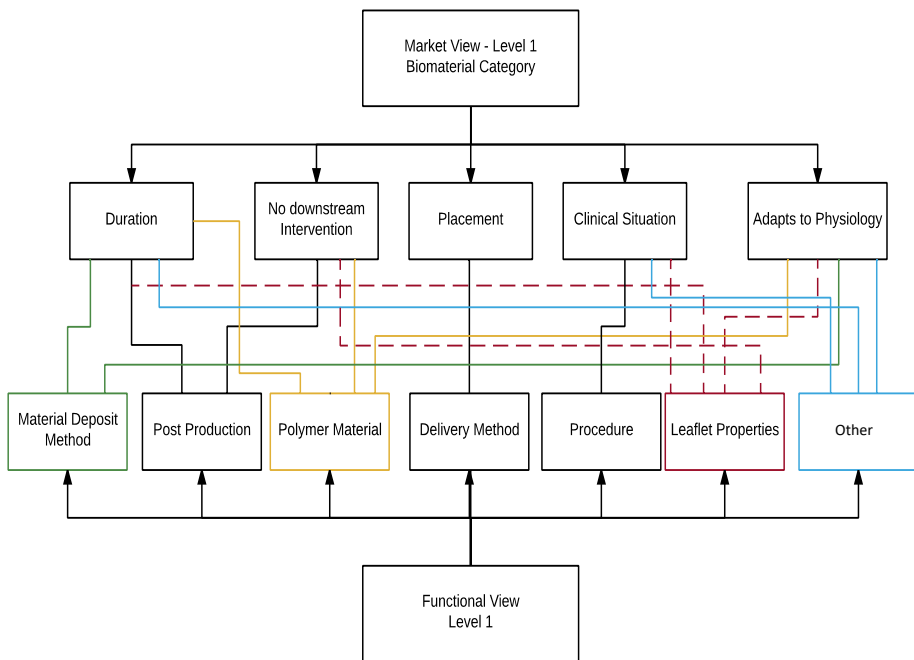 Market View - Level 1
Biomaterial Category
Duration
No downstream
Intervention
Placement
Clinical Situation
Adapts to Physiology
Material Deposit
Method
Post Production
Polymer Material
Delivery Method
Procedure
Leaflet Properties
Other
Functional View
Level 1